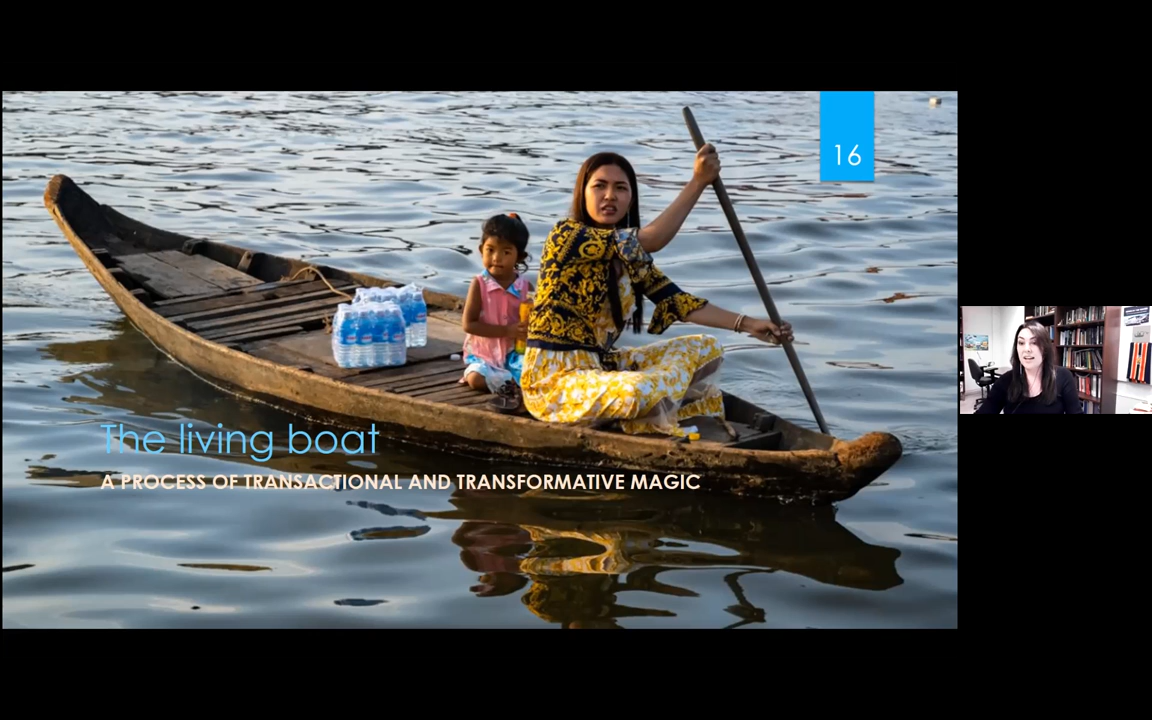 16
The living boat
A PROCESS OF TRANSACTIONAL AND TRANSFORMATIVE MAGIC